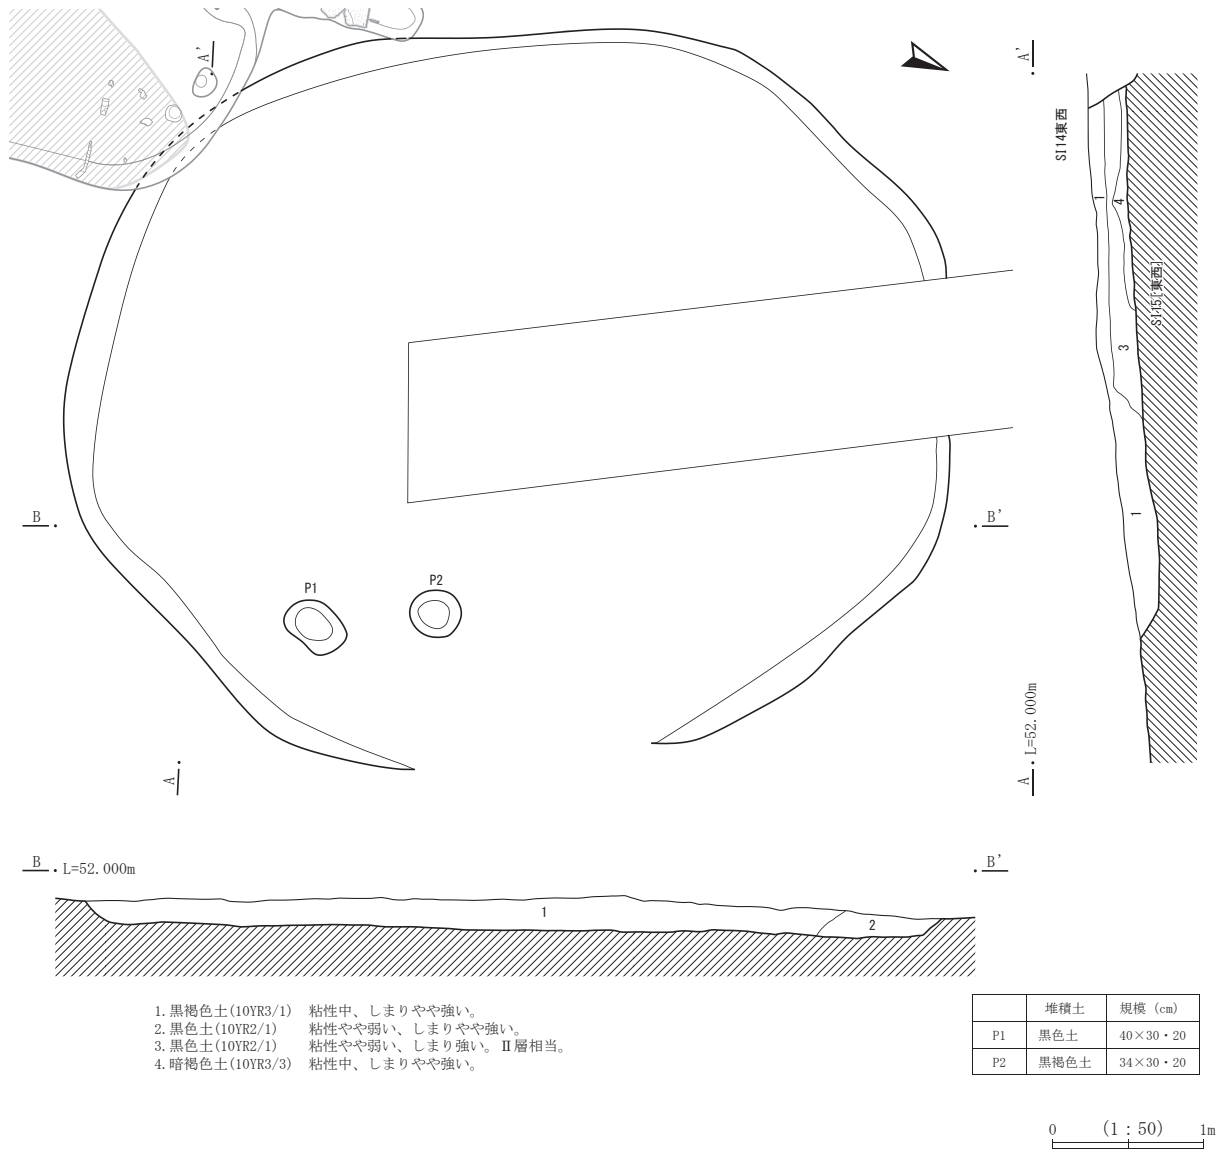 A'
A'
SI14東西
1
4
SI15[東西]
3
1
B
B'
P1
P2
A
A
L=52.000m
B
L=52.000m
B'
1
2
1.黒褐色土(10YR3/1) 粘性中、しまりやや強い。
2.黒色土(10YR2/1) 粘性やや弱い、しまりやや強い。
3.黒色土(10YR2/1) 粘性やや弱い、しまり強い。Ⅱ層相当。
4.暗褐色土(10YR3/3) 粘性中、しまりやや強い。
堆積土 規模 (cm)
P1 黒色土 40×30・20
P2 黒褐色土 34×30・20
0 (1:50) 1m